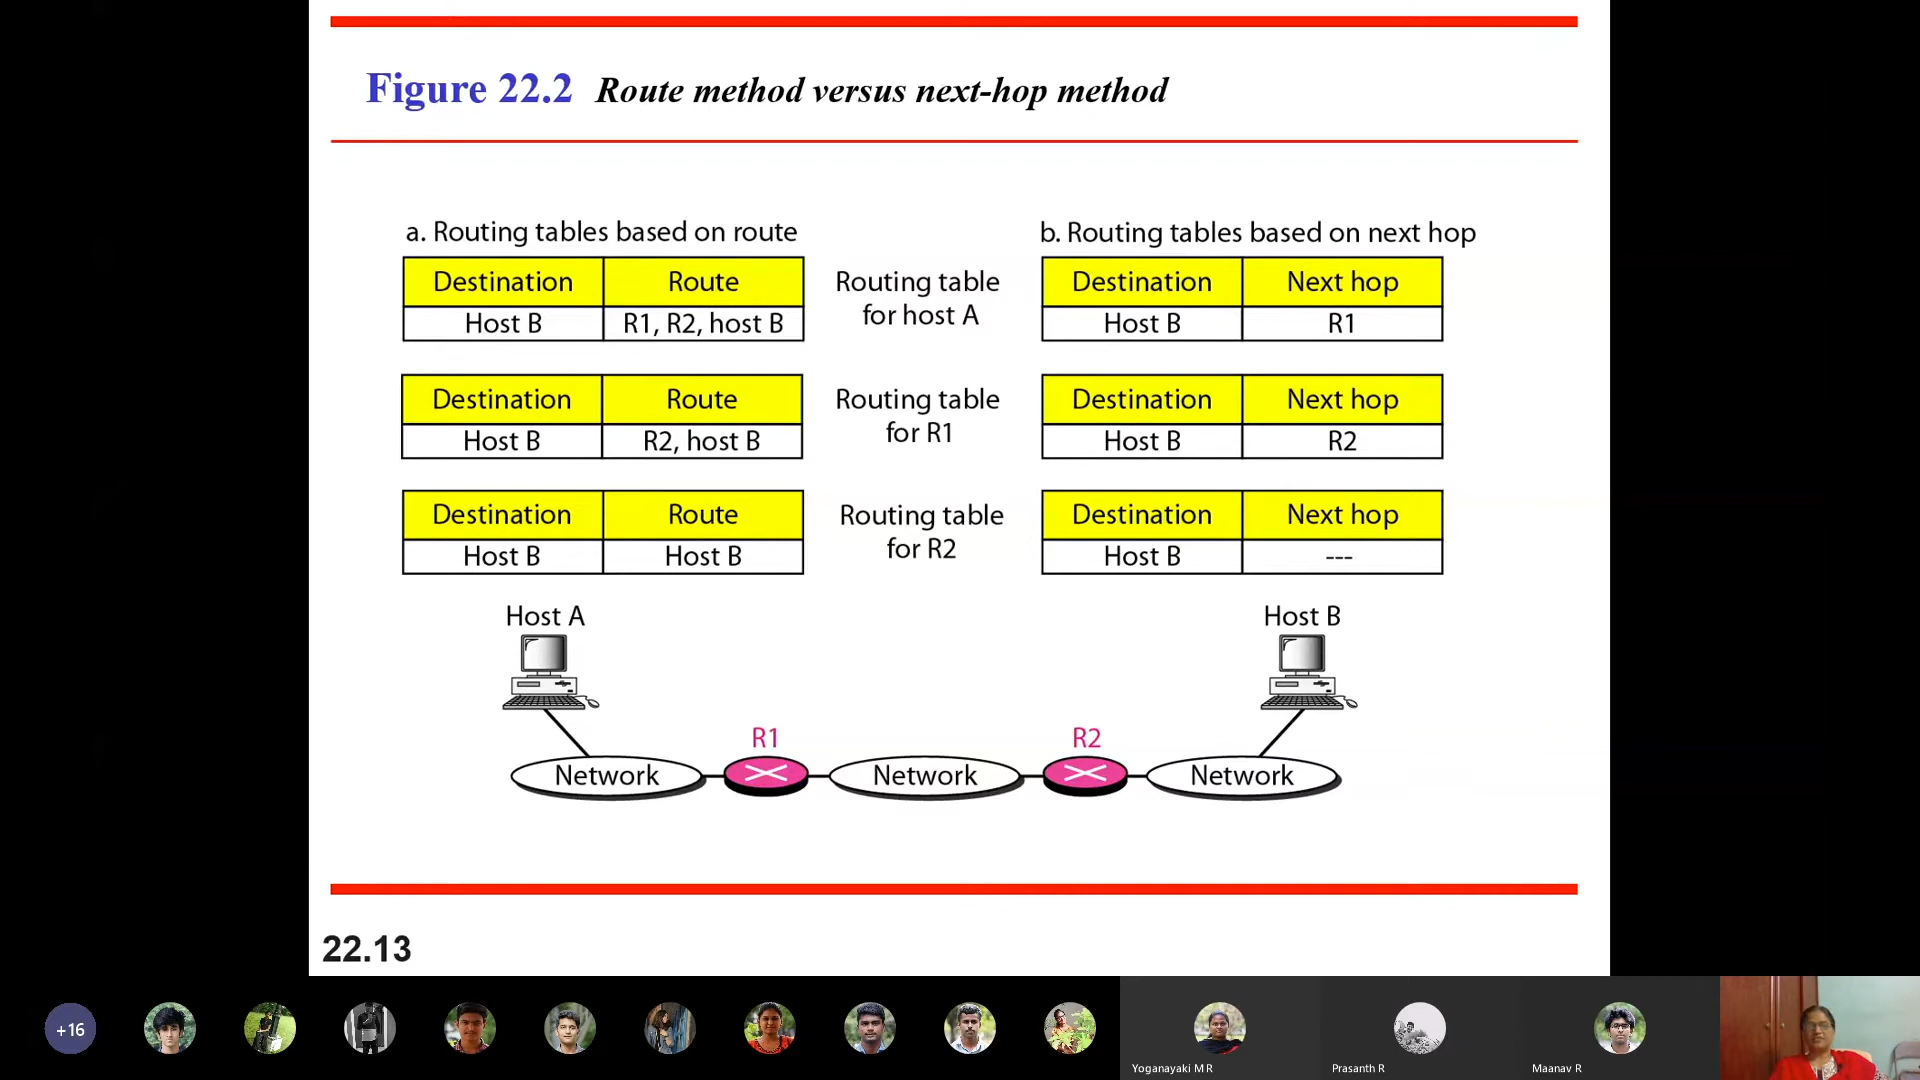 Figure 22.2 Route method versus next-hop method
a. Routing tables based on route
b. Routing tables based on next hop
Destination Route
Host B R1, R2, host B
Routing table
for host A
Destination Next hop
Host B R1
Destination Route
Host B R2, host B
Routing table
for R1
Destination Next hop
Host B R2
Destination Route
Host B Host B
Routing table
for R2
Destination Next hop
Host B ---
Host A
Host B
R1
R2
Network
Network
Network
22.13
+16
Yoganayaki M R
Prasanth R
Maanav R